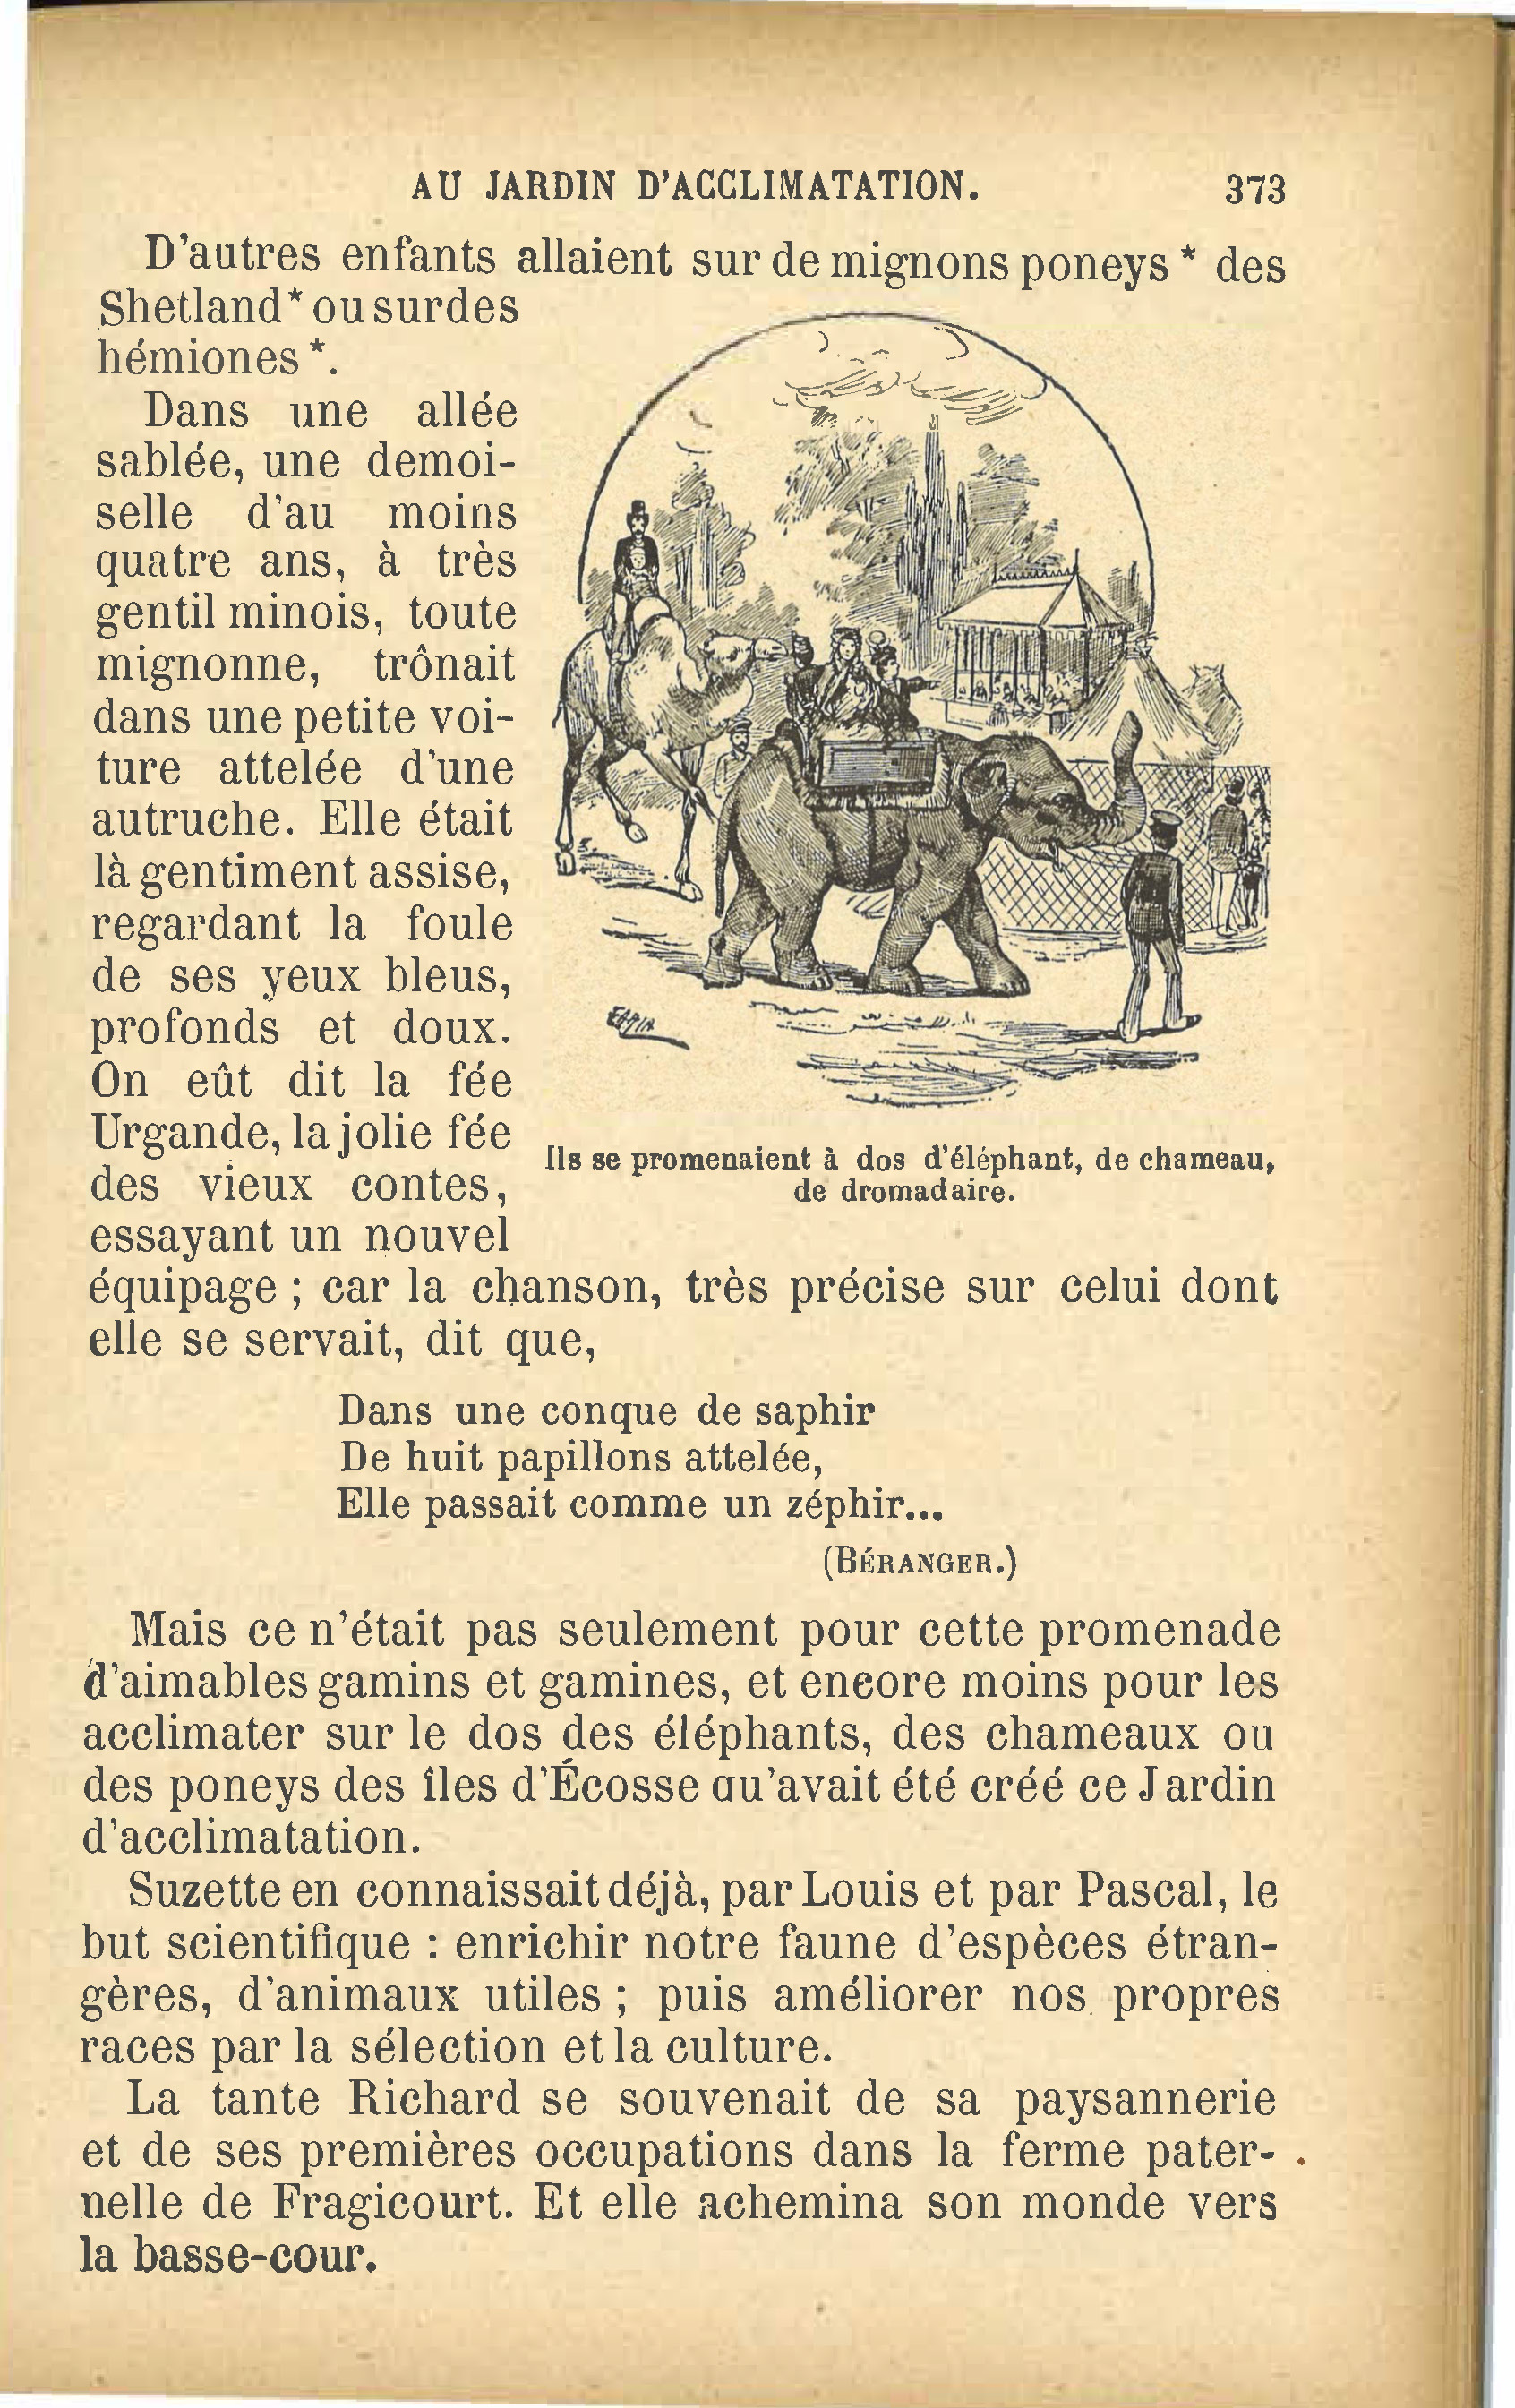 AU JARDIN D'ACCLIMATATION. 373
D'autres enfants allaient sur de mignons poneys * des
Shetland* ou sur des
hémiones *.
Dans une allée
sablée, une demoi-
selle d'au moins
quatre ans, à très
gentil minois, toute
mignonne, trônait
dans une petite voi-
ture attelée d'une
autruche. Elle était
là gentiment assise,
regardant la foule
de ses yeux bleus,
profonds et doux.
On eût dit la fée
Urgande, la jolie fée
des vieux contes,
essayant un nouvel
équipage ; car la chanson, très précise sur celui dont
elle se servait, dit que,
Ils se promenaient à dos d'éléphant, de chameau,
de dromadaire.
Dans une conque de saphir
De huit papillons attelée,
Elle passait comme un zéphir...
(BÉRANGER.)
Mais ce n'était pas seulement pour cette promenade
d'aimables gamins et gamines, et encore moins pour les
acclimater sur le dos des éléphants, des chameaux ou
des poneys des îles d'Écosse qu'avait été créé ce Jardin
d'acclimatation.
Suzette en connaissait déjà, par Louis et par Pascal, le
but scientifique : enrichir notre faune d'espèces étran-
gères, d'animaux utiles ; puis améliorer nos propres
races par la sélection et la culture.
La tante Richard se souvenait de sa paysannerie
et de ses premières occupations dans la ferme pater-
nelle de Fragicourt. Et elle achemina son monde vers
la basse-cour.